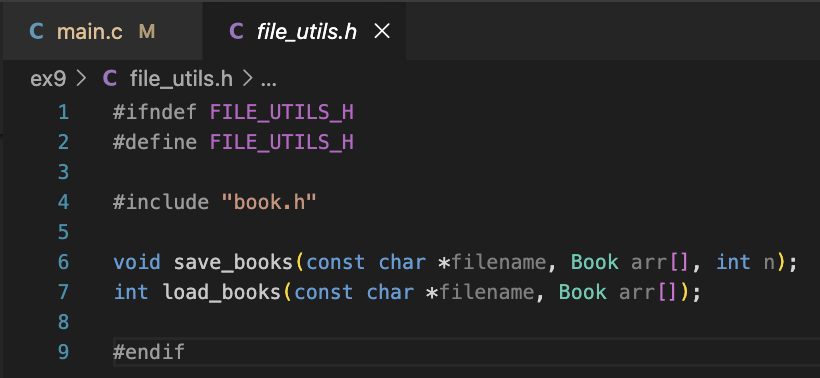 C main.c M C file_utils.h ×
ex9 > C file_utils.h > ...
1 #ifndef FILE_UTILS_H
2 #define FILE_UTILS_H
3
4 #include "book.h"
5
6 void save_books(const char *filename, Book arr[], int n);
7 int load_books(const char *filename, Book arr[]);
8
9 #endif